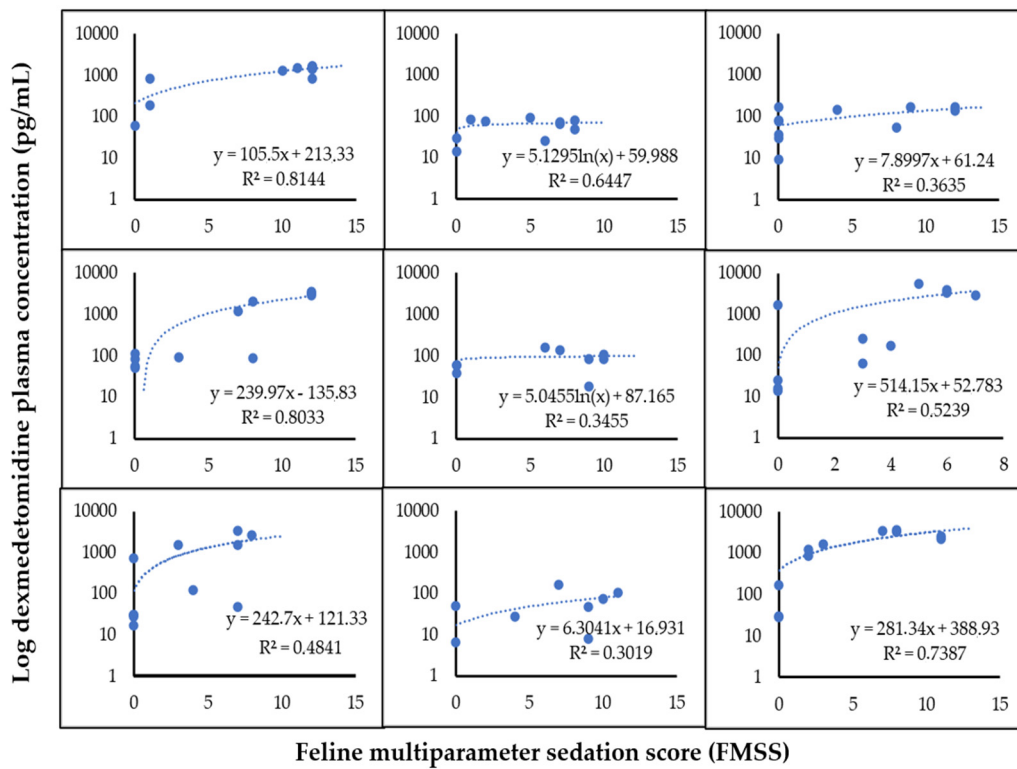 Log dexmedetomidine plasma concentration (pg/mL)
10000
1000
100
10
1
0 5 10 15
y = 105.5x + 213.33
R² = 0.8144
10000
1000
100
10
1
0 5 10 15
y = 5.1295ln(x) + 59.988
R² = 0.6447
10000
1000
100
10
1
0 5 10 15
y = 7.8997x + 61.24
R² = 0.3635
10000
1000
100
10
1
0 5 10 15
y = 239.97x - 135.83
R² = 0.8033
10000
1000
100
10
1
0 5 10 15
y = 5.0455ln(x) + 87.165
R² = 0.3455
10000
1000
100
10
1
0 2 4 6 8
y = 514.15x + 52.783
R² = 0.5239
10000
1000
100
10
1
0 5 10 15
y = 242.7x + 121.33
R² = 0.4841
10000
1000
100
10
1
0 5 10 15
y = 6.3041x + 16.931
R² = 0.3019
10000
1000
100
10
1
0 5 10 15
y = 281.34x + 388.93
R² = 0.7387
Feline multiparameter sedation score (FMSS)